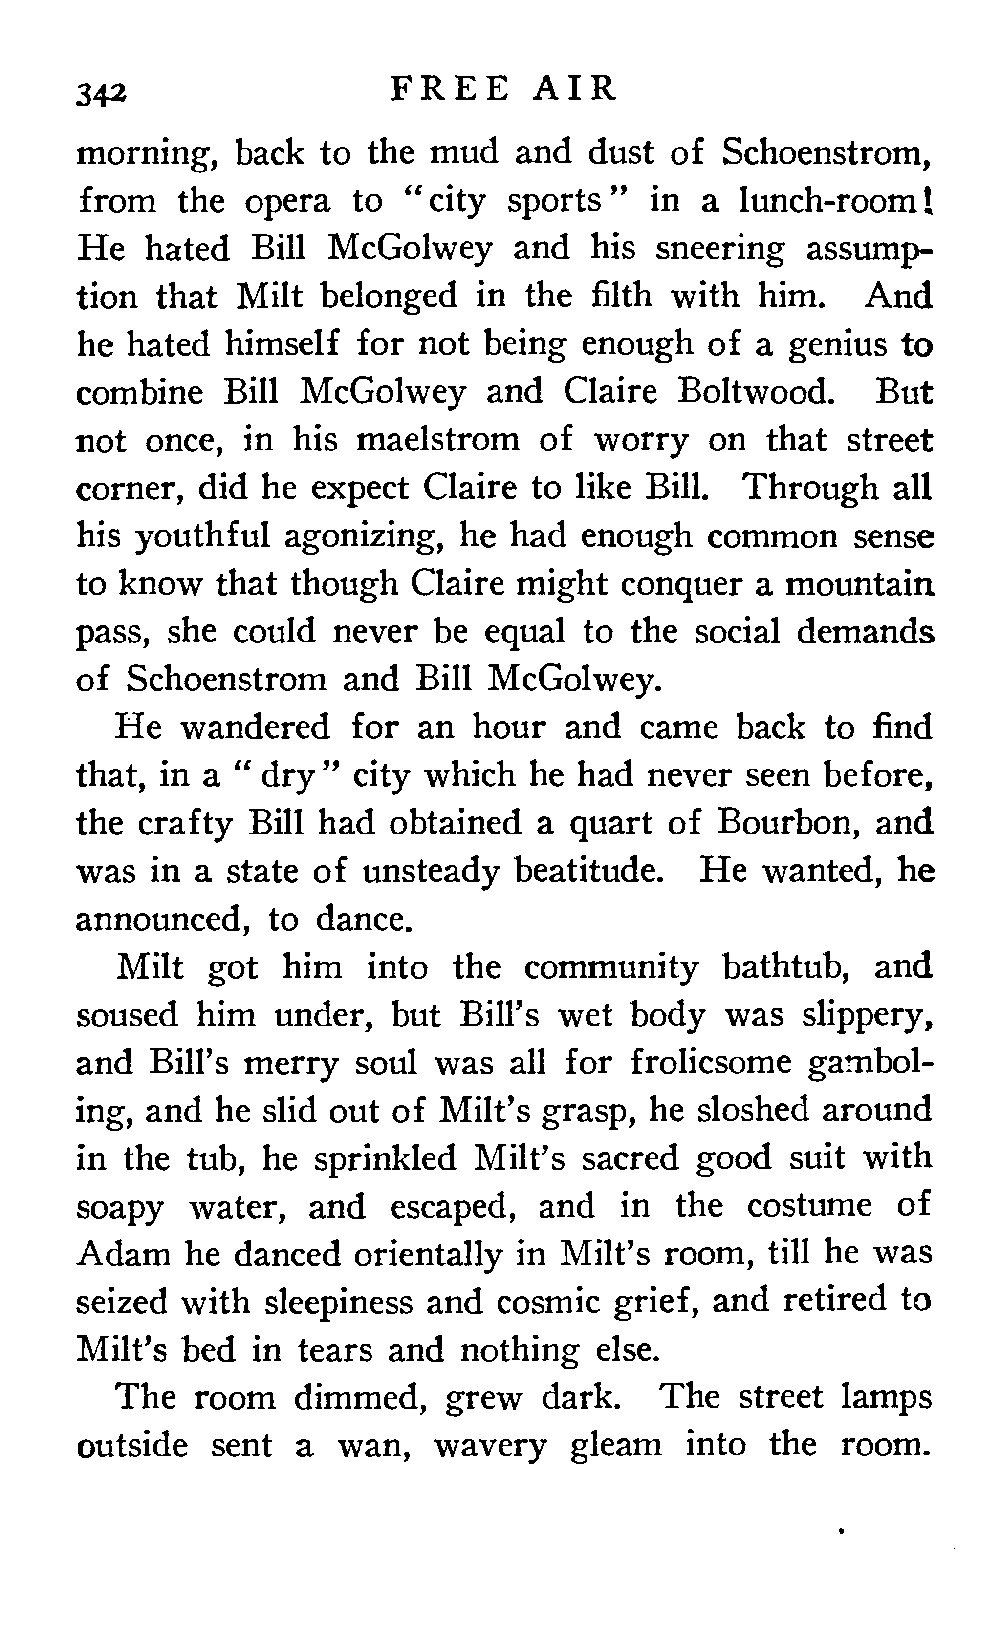 342 FREE AIR
morning, back to the mud and dust of Schoenstrom,
from the opera to “city sports” in a lunch-room!
He hated Bill McGolwey and his sneering assump-
tion that Milt belonged in the filth with him. And
he hated himself for not being enough of a genius to
combine Bill McGolwey and Claire Boltwood. But
not once, in his maelstrom of worry on that street
corner, did he expect Claire to like Bill. Through all
his youthful agonizing, he had enough common sense
to know that though Claire might conquer a mountain
pass, she could never be equal to the social demands
of Schoenstrom and Bill McGolwey.
He wandered for an hour and came back to find
that, in a “dry” city which he had never seen before,
the crafty Bill had obtained a quart of Bourbon, and
was in a state of unsteady beatitude. He wanted, he
announced, to dance.
Milt got him into the community bathtub, and
soused him under, but Bill’s wet body was slippery,
and Bill’s merry soul was all for frolicsome gambol-
ing, and he slid out of Milt’s grasp, he sloshed around
in the tub, he sprinkled Milt’s sacred good suit with
soapy water, and escaped, and in the costume of
Adam he danced orientally in Milt’s room, till he was
seized with sleepiness and cosmic grief, and retired to
Milt’s bed in tears and nothing else.
The room dimmed, grew dark. The street lamps
outside sent a wan, wavery gleam into the room.